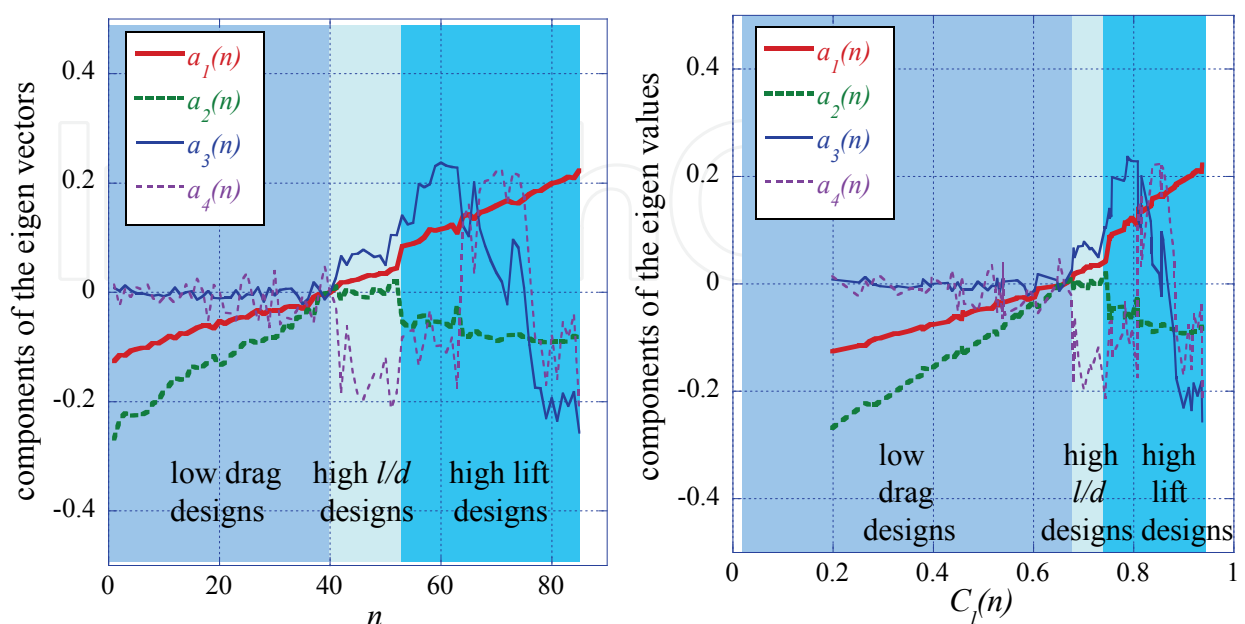 components of the eigen vectors
0.4
0.2
0
-0.2
-0.4
a1(n)
a2(n)
a3(n)
a4(n)
low drag
designs
high l/d
designs
high lift
designs
0 20 40 60 80
n
components of the eigen values
0.4
0.2
0
-0.2
-0.4
a1(n)
a2(n)
a3(n)
a4(n)
low
drag
designs
high
l/d
designs
high
lift
designs
0 0.2 0.4 0.6 0.8 1
C1(n)